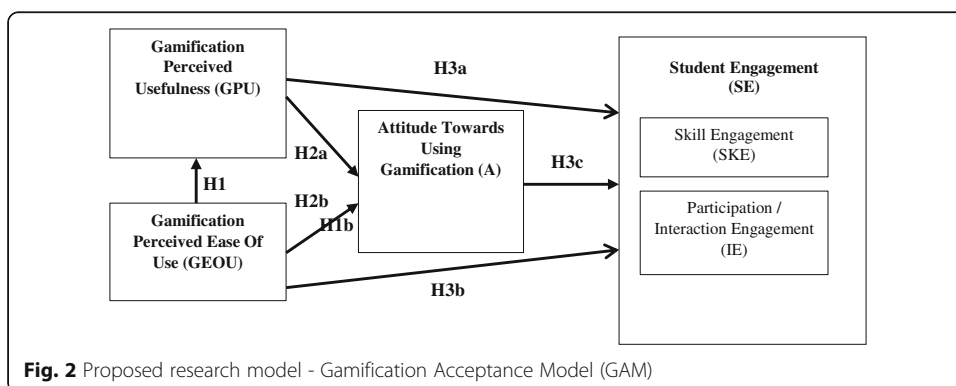 Gamification
Perceived
Usefulness (GPU)
H3a
Student Engagement
(SE)
Attitude Towards
Using
Gamification (A)
Skill Engagement
(SKE)
H2a
H3c
H1
H2b
H1b
Gamification
Perceived Ease Of
Use (GEOU)
Participation /
Interaction Engagement
(IE)
H3b
Fig. 2 Proposed research model - Gamification Acceptance Model (GAM)